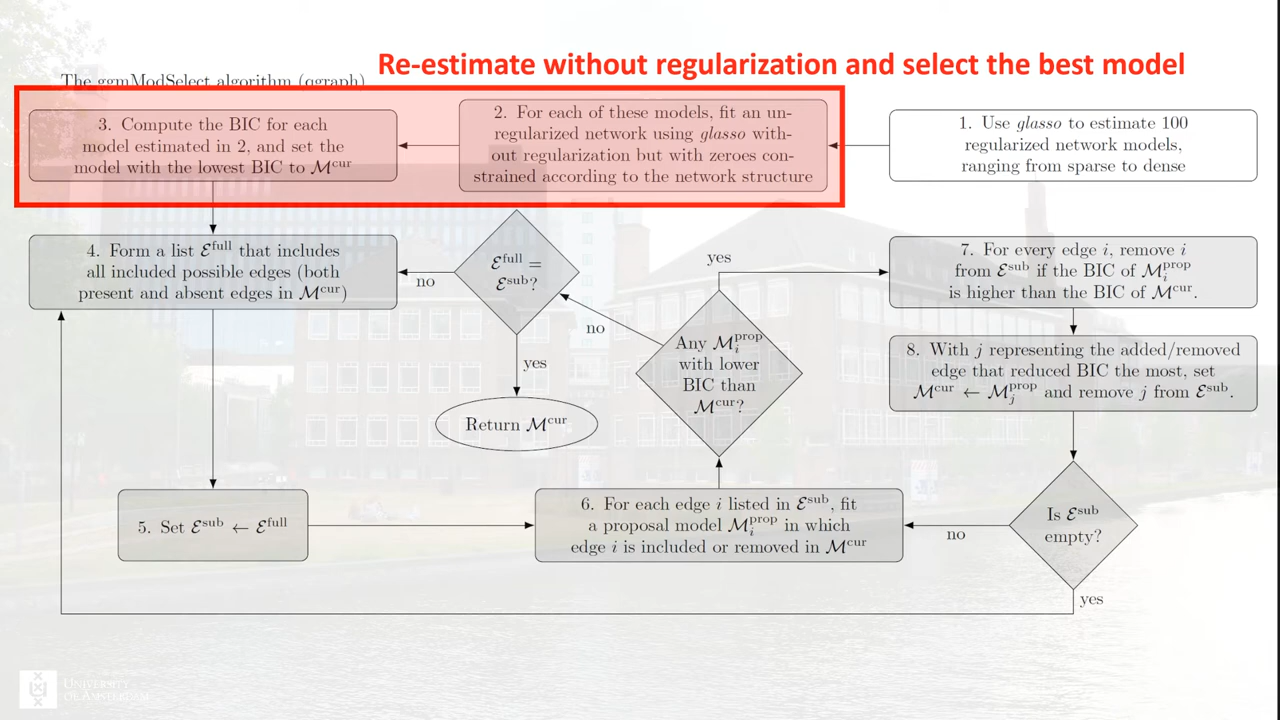 Re-estimate without regularization and select the best model
The ggmModSelect algorithm (qgraph)
3. Compute the BIC for each
model estimated in 2, and set the
model with the lowest BIC to ℳ^cur
2. For each of these models, fit an un-
regularized network using glasso with-
out regularization but with zeroes con-
strained according to the network structure
1. Use glasso to estimate 100
regularized network models,
ranging from sparse to dense
4. Form a list ℰ^full that includes
all included possible edges (both
present and absent edges in ℳ^cur)
no
ℰ^full =
ℰ^sub?
yes
Return ℳ^cur
no
Any ℳ_i^prop
with lower
BIC than
ℳ^cur?
yes
7. For every edge i, remove i
from ℰ^sub if the BIC of ℳ_i^prop
is higher than the BIC of ℳ^cur.
8. With j representing the added/removed
edge that reduced BIC the most, set
ℳ^cur ← ℳ_j^prop and remove j from ℰ^sub.
5. Set ℰ^sub ← ℰ^full
6. For each edge i listed in ℰ^sub, fit
a proposal model ℳ_i^prop in which
edge i is included or removed in ℳ^cur
no
Is ℰ^sub
empty?
yes
University
of Amsterdam